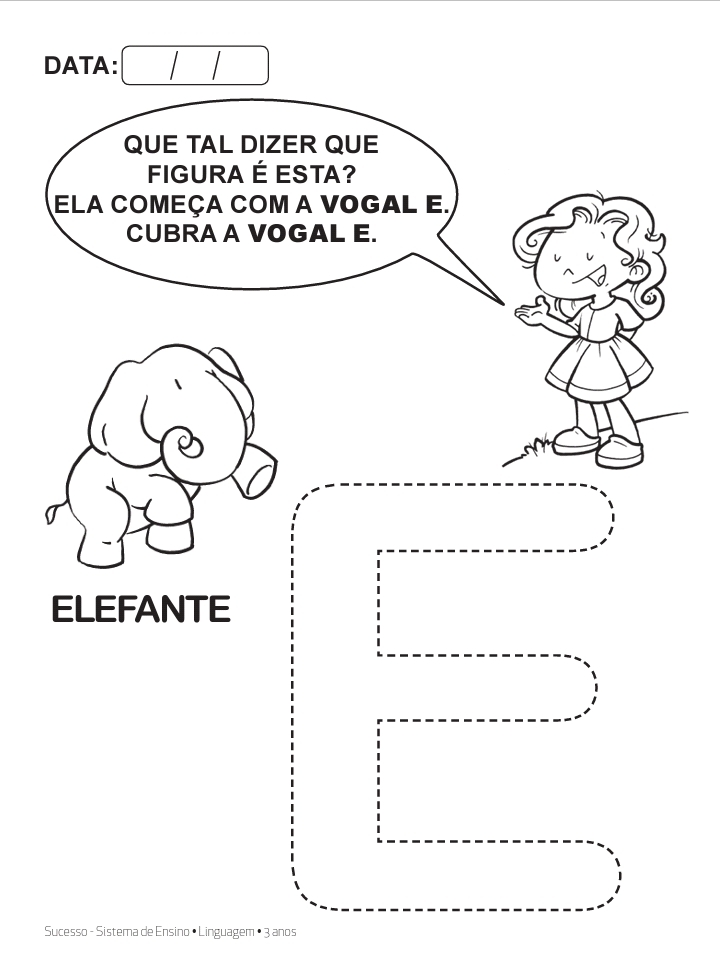 DATA: / /
QUE TAL DIZER QUE
FIGURA É ESTA?
ELA COMEÇA COM A VOGAL E.
CUBRA A VOGAL E.
ELEFANTE
E
Sucesso - Sistema de Ensino • Linguagem • 3 anos